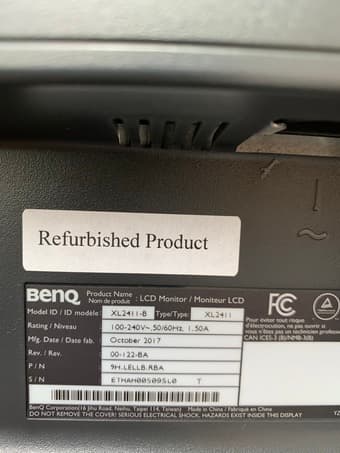 Refurbished Product
BenQ Product Name : LCD Monitor / Moniteur LCD
Nom de produit
Model ID / ID modèle: XL2411-B Type/Type: XL2411
Rating / Niveau 100-240V~,50/60Hz, 1.50A
Mfg. Date / Date fab. October 2017
Rev. / Rev. 00-122-BA
P / N 9H.LELLB.RBA
S / N ETHAH00509SL0 T
FC
TÜV
Pour éviter tout risque
d'électrocution, ne pas ouvrir si
vous n'êtes pas un technicien
CAN ICES-3 (B)/NMB-3(B)
BenQ Corporation(16 Jihu Road, Neihu, Taipei 114, Taiwan) Made in China / Fabriqué en Chine
DO NOT REMOVE THE COVER! SERIOUS ELECTRICAL SHOCK, HAZARDS EXIST INSIDE THIS DISPLAY